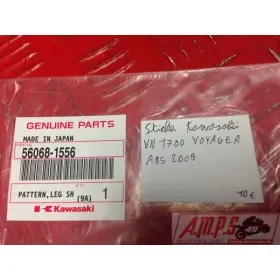 GENUINE PARTS
MADE IN JAPAN
56068-1556
PATTERN,LEG SH
(9A)
1
Kawasaki
Sticker Kawasaki
VN 1700 VOYAGER
ABS 2009
10€
A.M.P.S
49